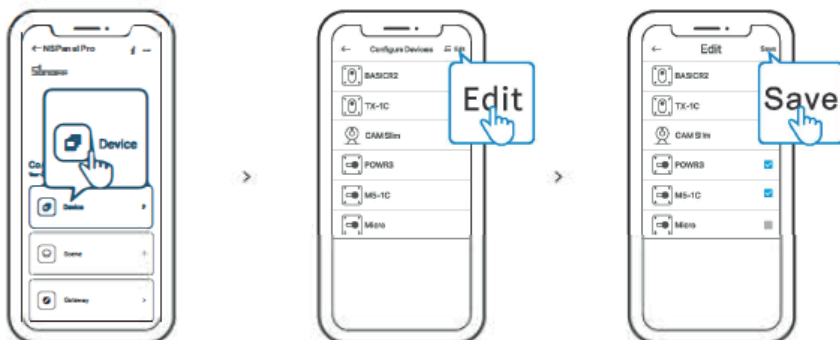 ← NSPanel Pro
SONOFF
Device
Device
Scene
Gateway
>
← Configure Devices Edit
Edit
BASICR2
TX-1C
CAM Slim
POWR3
M5-1C
Micro
>
← Edit Save
Save
BASICR2
TX-1C
CAM Slim
POWR3
M5-1C
Micro